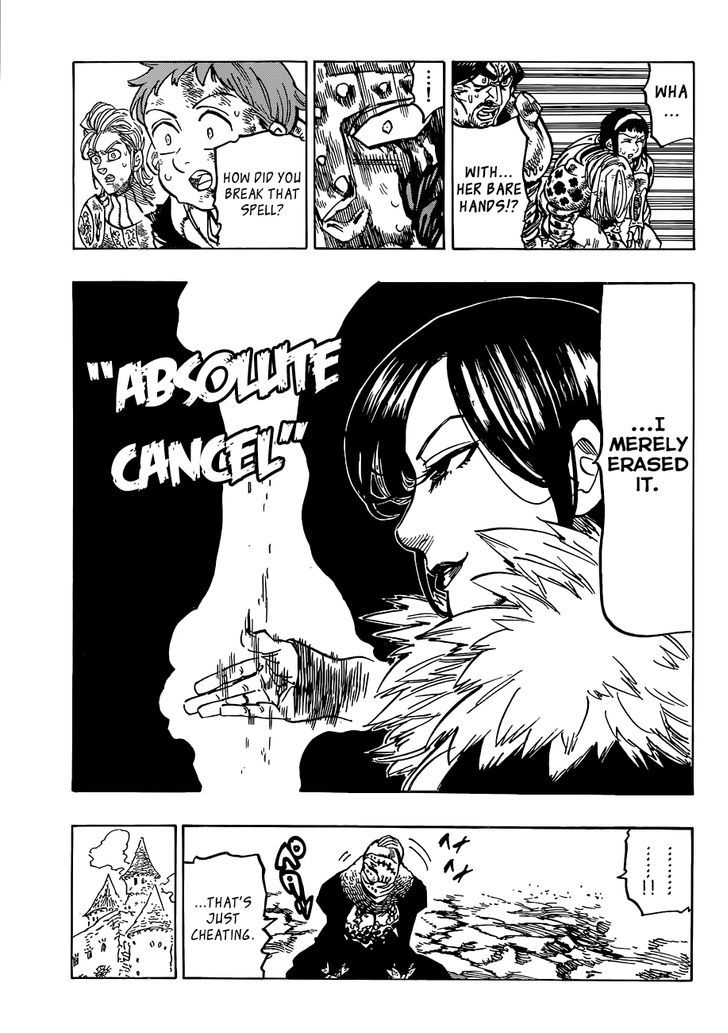 WHA
...
WITH...
HER BARE
HANDS!?
...!
HOW DID YOU
BREAK THAT
SPELL?
...I
MERELY
ERASED
IT.
"ABSOLUTE
CANCEL"
.........!!
...THAT'S
JUST
CHEATING.